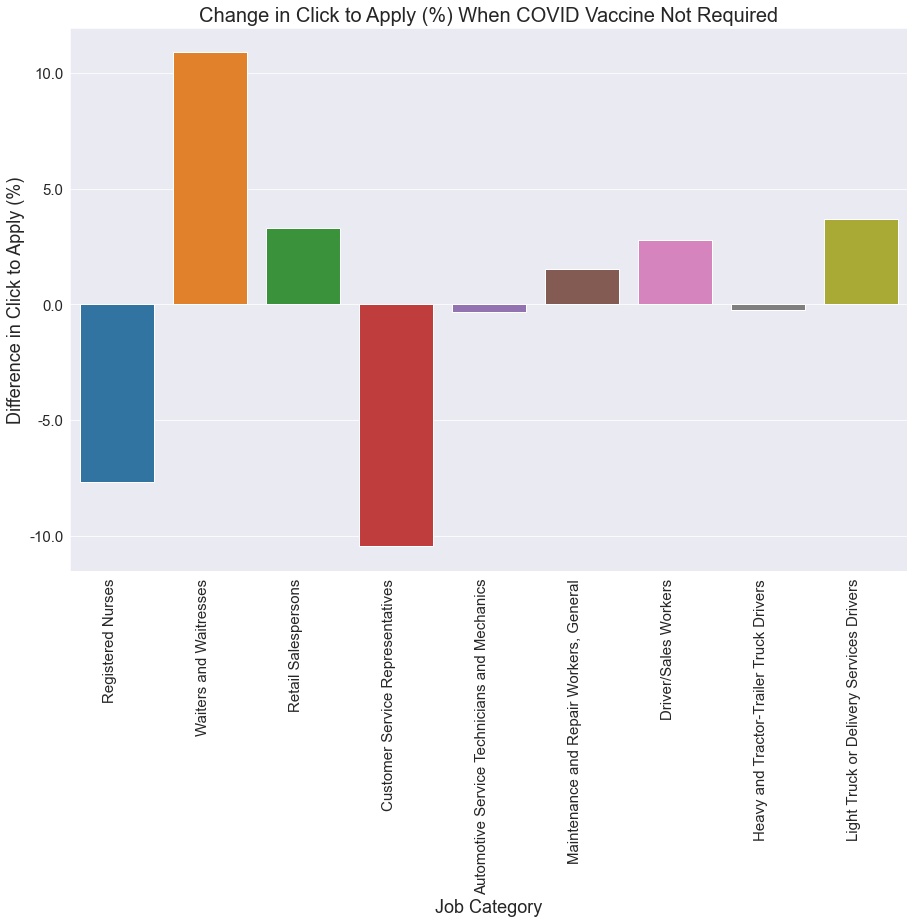 Change in Click to Apply (%) When COVID Vaccine Not Required
Difference in Click to Apply (%)
10.0
5.0
0.0
-5.0
-10.0
Registered Nurses
Waiters and Waitresses
Retail Salespersons
Customer Service Representatives
Automotive Service Technicians and Mechanics
Maintenance and Repair Workers, General
Driver/Sales Workers
Heavy and Tractor-Trailer Truck Drivers
Light Truck or Delivery Services Drivers
Job Category